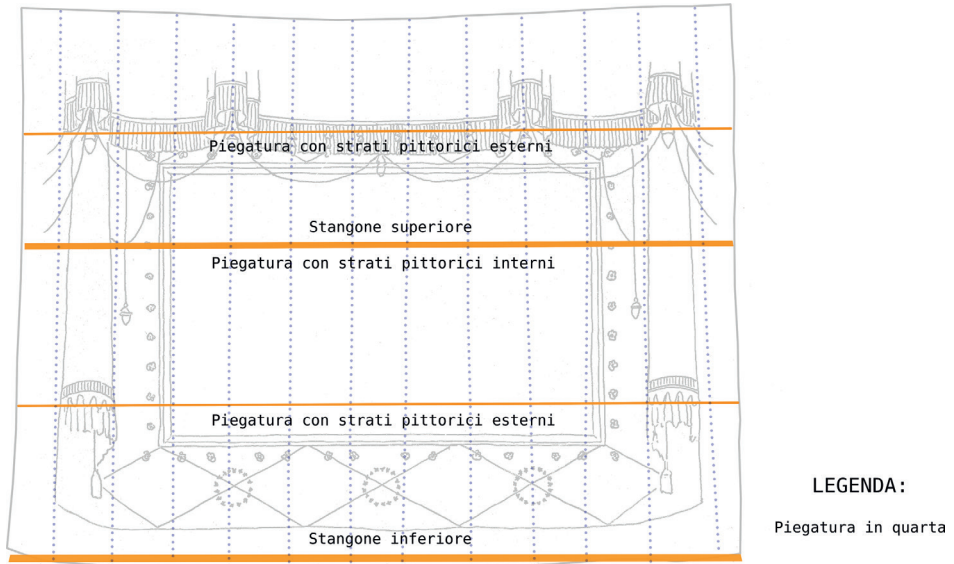 Piegatura con strati pittorici esterni
Stangone superiore
Piegatura con strati pittorici interni
Piegatura con strati pittorici esterni
LEGENDA:
Piegatura in quarta
Stangone inferiore